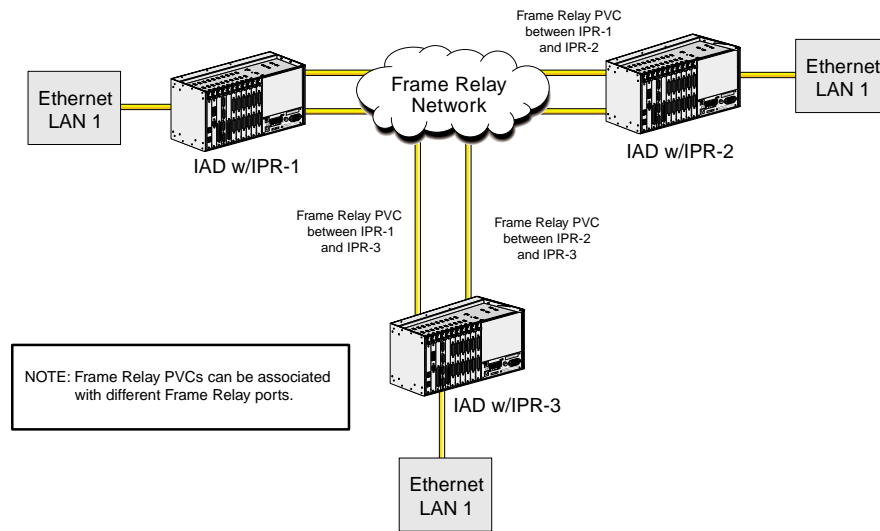 Frame Relay PVC
between IPR-1
and IPR-2
Ethernet
LAN 1
Frame Relay
Network
Ethernet
LAN 1
IAD w/IPR-1
IAD w/IPR-2
Frame Relay PVC
between IPR-1
and IPR-3
Frame Relay PVC
between IPR-2
and IPR-3
NOTE: Frame Relay PVCs can be associated
with different Frame Relay ports.
IAD w/IPR-3
Ethernet
LAN 1